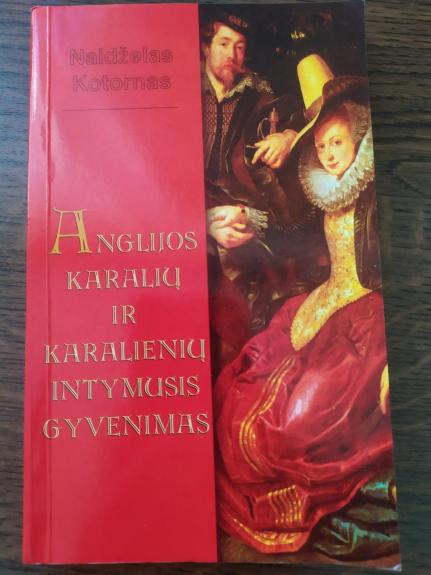 Naidželas
Kotornas
ANGLIJOS
KARALIŲ
IR
KARALIENIŲ
INTYMUSIS
GYVENIMAS